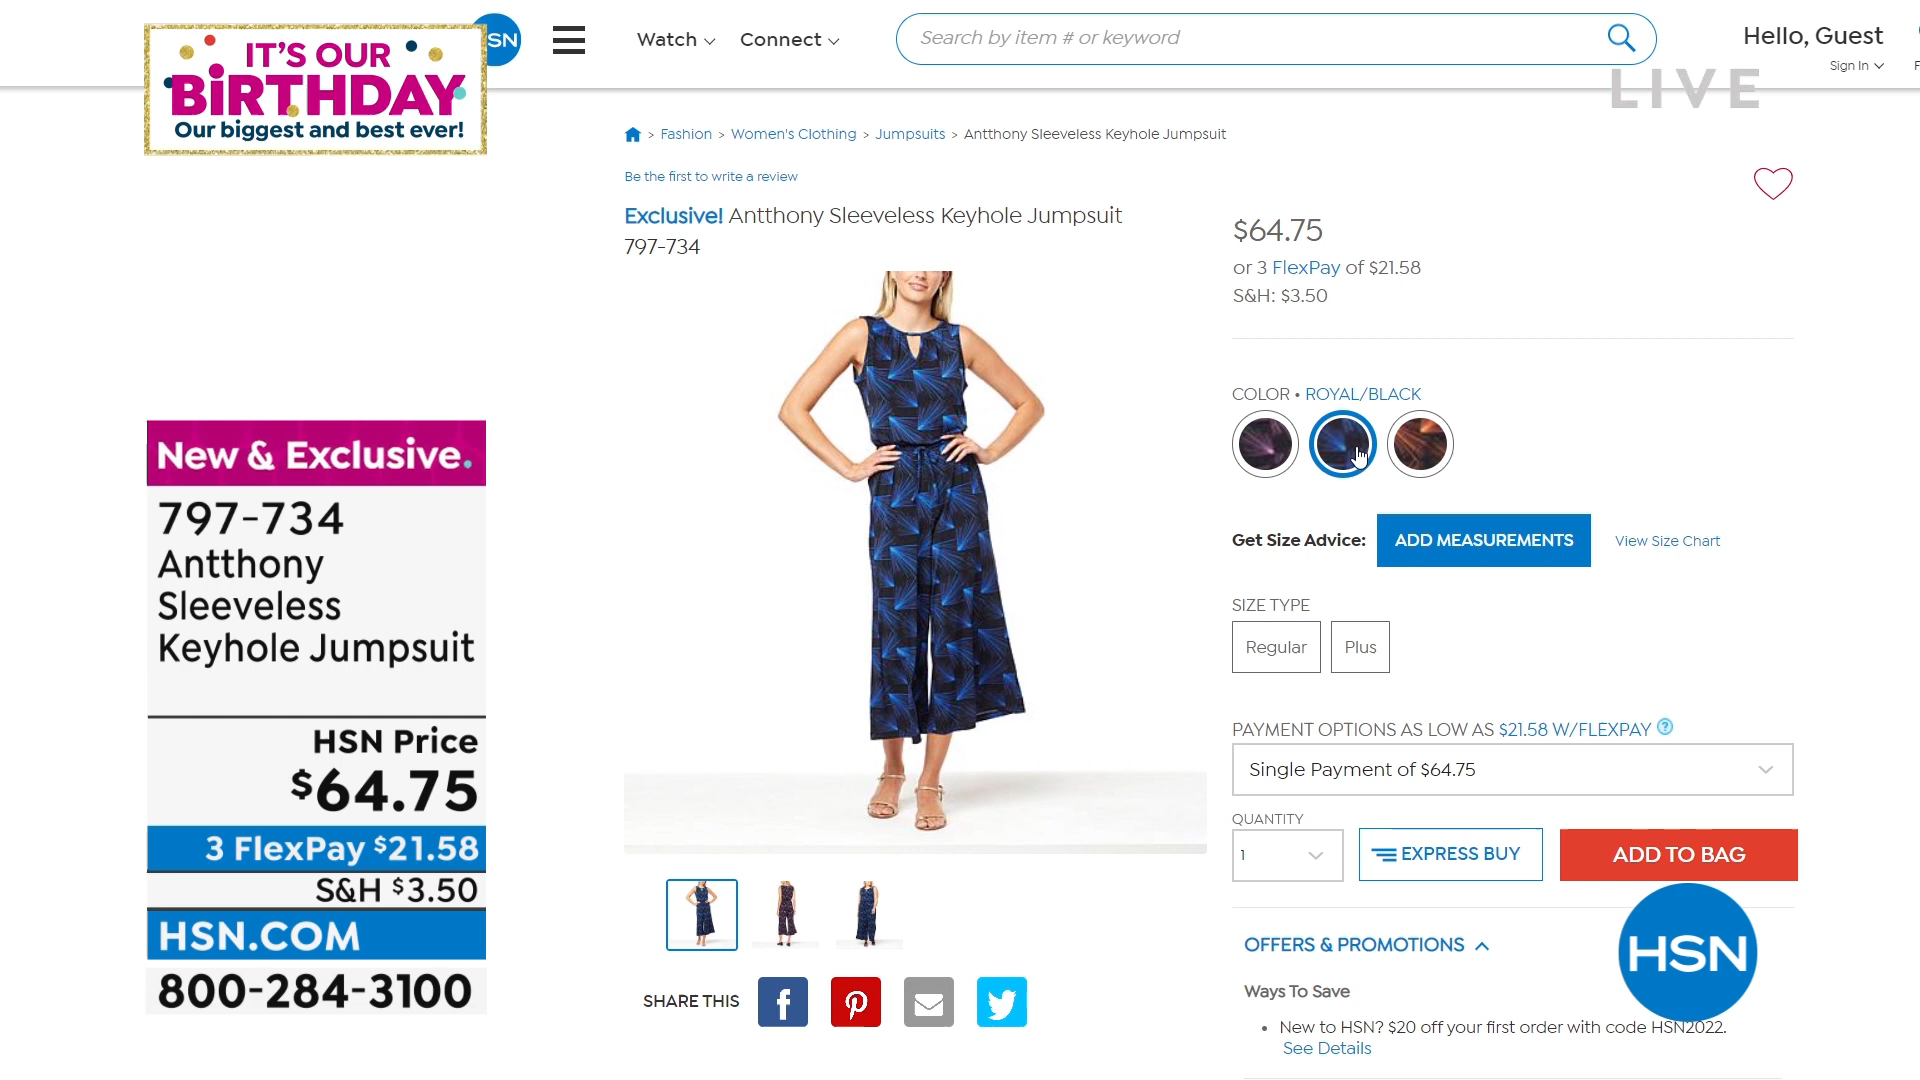 IT'S OUR
BIRTHDAY
Our biggest and best ever!
SN
Watch
Connect
Search by item # or keyword
Hello, Guest
Sign In
F
LIVE
> Fashion > Women's Clothing > Jumpsuits > Antthony Sleeveless Keyhole Jumpsuit
Be the first to write a review
Exclusive! Antthony Sleeveless Keyhole Jumpsuit
797-734
$64.75
or 3 FlexPay of $21.58
S&H: $3.50
COLOR • ROYAL/BLACK
Get Size Advice: ADD MEASUREMENTS View Size Chart
SIZE TYPE
Regular Plus
PAYMENT OPTIONS AS LOW AS $21.58 W/FLEXPAY ?
Single Payment of $64.75
QUANTITY
1 EXPRESS BUY ADD TO BAG
OFFERS & PROMOTIONS
Ways To Save
• New to HSN? $20 off your first order with code HSN2022.
See Details
HSN
SHARE THIS
New & Exclusive.
797-734
Antthony
Sleeveless
Keyhole Jumpsuit
HSN Price
$64.75
3 FlexPay $21.58
S&H $3.50
HSN.COM
800-284-3100